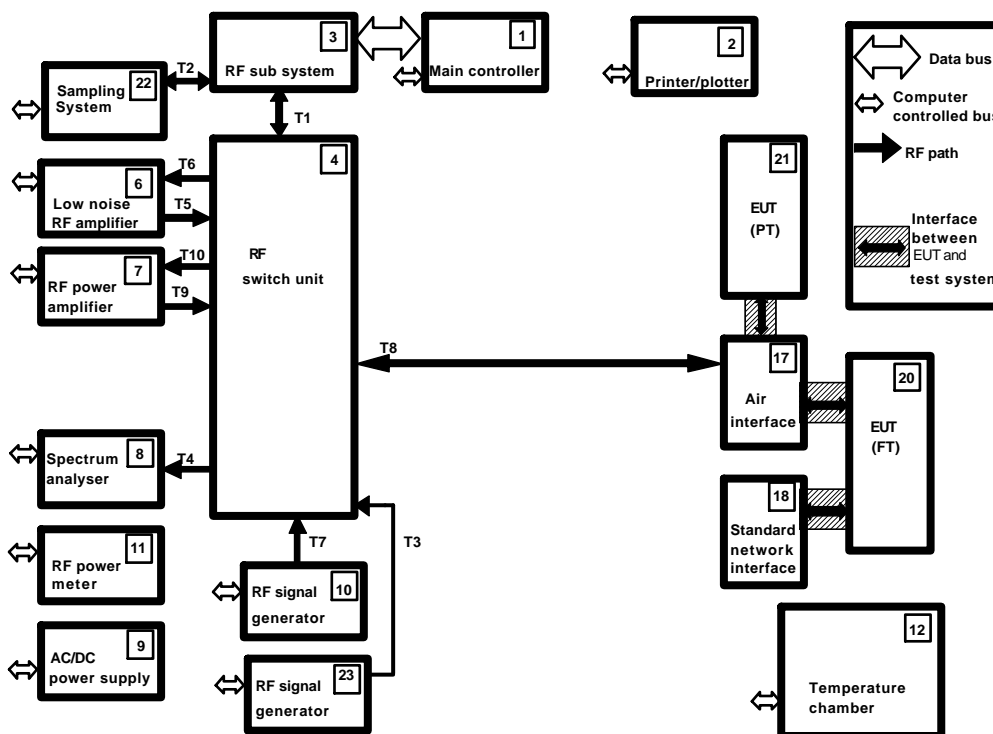 3
RF sub system
1
Main controller
2
Printer/plotter
Data bus
Computer
controlled bus
RF path
Interface
between
EUT and
test system
T2
22
Sampling
System
T1
4
RF
switch unit
T6
6
Low noise
RF amplifier
T5
T10
7
RF power
amplifier
T9
21
EUT
(PT)
T8
17
Air
interface
20
EUT
(FT)
8
Spectrum
analyser
T4
18
Standard
network
interface
T7
T3
11
RF power
meter
10
RF signal
generator
9
AC/DC
power supply
23
RF signal
generator
12
Temperature
chamber